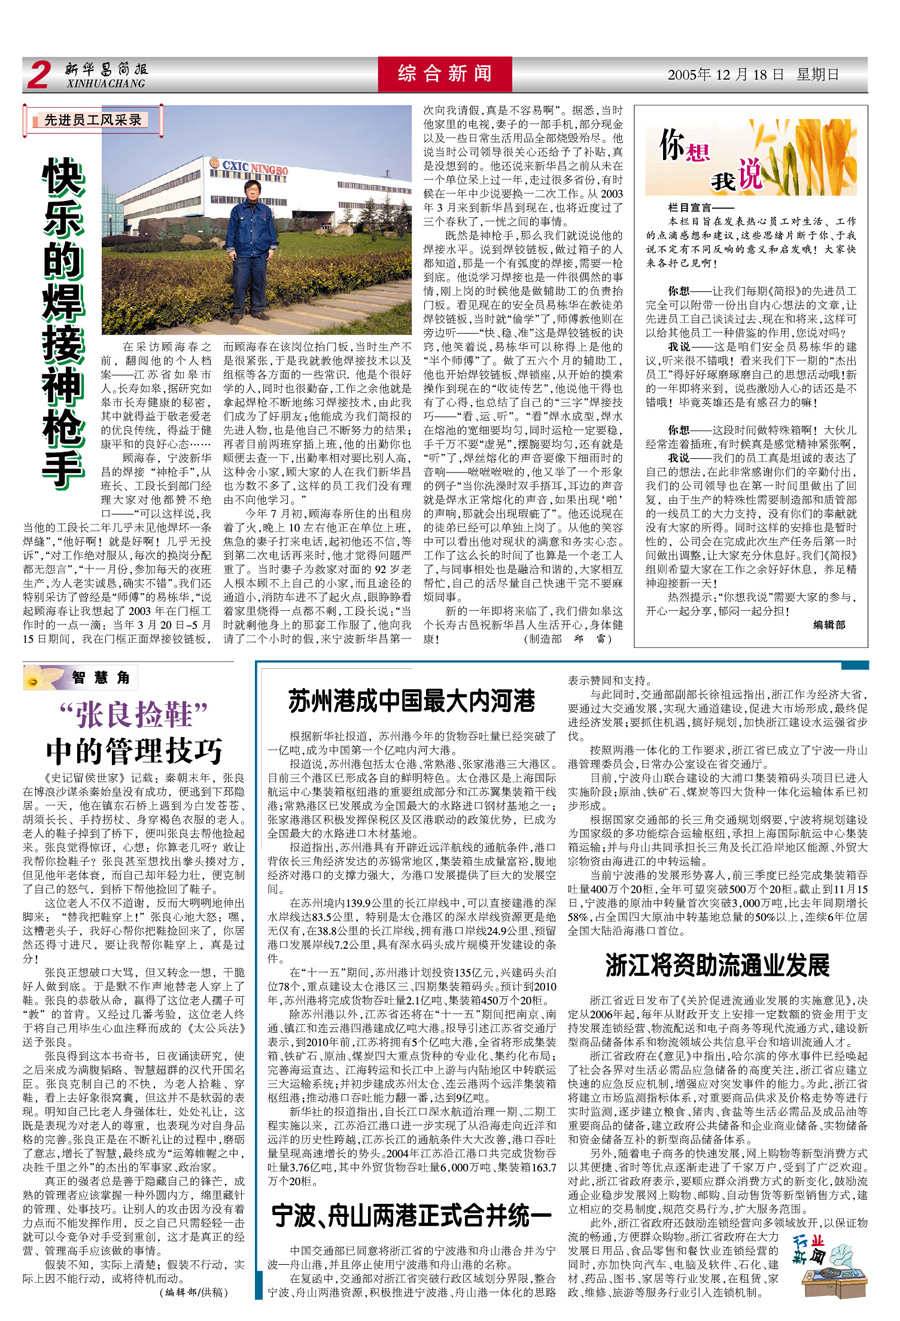 2
新华昌简报
XINHUACHANG
综合新闻
2005年 12 月 18 日 星期日
先进员工风采录
快乐的焊接神枪手
CXIC NINGBO
在采访顾海春之
前，翻阅他的个人档
案——江苏省如皋市
人。长寿如皋,据研究如
皋市长寿健康的秘密,
其中就得益于敬老爱老
的优良传统，得益于健
康平和的良好心态……
顾海春，宁波新华
昌的焊接“神枪手”,从
班长、工段长到部门经
理大家对他都赞不绝
口——“可以这样说,我
当他的工段长二年几乎未见他焊坏一条
焊缝”,“他好啊！就是好啊！几乎无投
诉”,“对工作绝对服从,每次的换岗分配
都无怨言”,“十一月份,参加每天的夜班
生产,为人老实诚恳,确实不错”。我们还
特别采访了曾经是“师傅”的易栋华,“说
起顾海春让我想起了 2003 年在门框工
作时的一点一滴；当年 3 月 20 日-5 月
15 日期间，我在门框正面焊接铰链板,
而顾海春在该岗位抬门板,当时生产不
是很紧张,于是我就教他焊接技术以及
组框等各方面的一些常识.他是个很好
学的人,同时也很勤奋,工作之余他就是
拿起焊枪不断地练习焊接技术,由此我
们成为了好朋友;他能成为我们简报的
先进人物,也是他自己不断努力的结果;
再者目前两班穿插上班,他的出勤你也
顺便去查一下,出勤率相对要比别人高,
这种舍小家,顾大家的人在我们新华昌
也为数不多了,这样的员工我们没有理
由不向他学习。”
今年 7 月初,顾海春所住的出租房
着了火,晚上 10 左右他正在单位上班,
焦急的妻子打来电话,起初他还不信,等
到第二次电话再来时,他才觉得问题严
重了。当时妻子为救家对面的 92 岁老
人根本顾不上自己的小家,而且途径的
通道小,消防车进不了起火点,眼睁睁看
着家里烧得一点都不剩,工段长说:“当
时就剩他身上的那套工作服了,他向我
请了二个小时的假,来宁波新华昌第一
次向我请假,真是不容易啊”。据悉,当时
他家里的电视,妻子的一部手机,部分现金
以及一些日常生活用品全部烧毁殆尽。他
说当时公司领导很关心还给予了补贴,真
是没想到的。他还说来新华昌之前从未在
一个单位呆上过一年,走过很多省份,有时
候在一年中少说要换一二次工作。从 2003
年 3 月来到新华昌到现在,也将近度过了
三个春秋了,一恍之间的事情。
既然是神枪手,那么我们就说说他的
焊接水平。说到焊铰链板,做过箱子的人
都知道,那是一个有弧度的焊接,需要一枪
到底。他说学习焊接也是一件很偶然的事
情,刚上岗的时候他是做辅助工的负责抬
门板。看见现在的安全员易栋华在教徒弟
焊铰链板,当时就“偷学”了,师傅教他则在
旁边听——“快、稳、准”这是焊铰链板的诀
窍,他笑着说,易栋华可以称得上是他的
“半个师傅”了。做了五六个月的辅助工,
他也开始焊铰链板、焊锁座,从开始的摸索
操作到现在的“收徒传艺”,他说他干得也
有了心得,也总结了自己的“三字”焊接技
巧——“看、运、听”。“看”焊水成型,焊水
在熔池的宽细要均匀,同时运枪一定要稳,
手千万不要“虚晃”,摆腕要均匀,还有就是
“听”了,焊丝熔化的声音要像下细雨时的
音响——咝咝咝咝的,他又举了一个形象
的例子“当你洗澡时双手捂耳,耳边的声音
就是焊水正常熔化的声音,如果出现‘啪’
的声响,那就会出现瑕疵了”。他还说现在
的徒弟已经可以单独上岗了。从他的笑容
中可以看出他对现状的满意和务实心态。
工作了这么长的时间了也算是一个老工人
了,与同事相处也是融洽和谐的,大家相互
帮忙,自己的活尽量自己快速干完不要麻
烦同事。
新的一年即将来临了,我们借如皋这
个长寿古邑祝新华昌人生活开心,身体健
康！ (制造部 邱 雷)
你想
我说
栏目宣言——
本栏目旨在发表热心员工对生活、工作
的点滴感想和建议,这些思绪片断于你、于我
说不定有不同反响的意义和启发哦！大家快
来各抒己见啊！
你想——让我们每期《简报》的先进员工
完全可以附带一份出自内心想法的文章,让
先进员工自己谈谈过去、现在和将来,这样可
以给其他员工一种借鉴的作用,您说对吗?
我说——这是咱们安全员易栋华的建
议,听来很不错哦！看来我们下一期的“杰出
员工”得好好琢磨琢磨自己的思想活动哦!新
的一年即将来到，说些激励人心的话还是不
错哦！毕竟英雄还是有感召力的嘛！
你想——这段时间做特殊箱啊！大伙儿
经常连着插班,有时候真是感觉精神紧张啊,
我说——我们的员工真是坦诚的表达了
自己的想法,在此非常感谢你们的辛勤付出,
我们的公司领导也在第一时间里做出了回
复，由于生产的特殊性需要制造部和质管部
的一线员工的大力支持，没有你们的奉献就
没有大家的所得。同时这样的安排也是暂时
性的，公司会在完成此次生产任务后第一时
间做出调整,让大家充分休息好。我们《简报》
组则希望大家在工作之余好好休息，养足精
神迎接新一天！
热烈提示:“你想我说”需要大家的参与,
开心一起分享,郁闷一起分担！
编辑部
智慧角
“张良捡鞋”
中的管理技巧
《史记留侯世家》记载：秦朝末年，张良
在博浪沙谋杀秦始皇没有成功，便逃到下邳隐
居。一天，他在镇东石桥上遇到为白发苍苍、
胡须长长、手持拐杖、身穿褐色衣服的老人。
老人的鞋子掉到了桥下，便叫张良去帮他捡起
来。张良觉得惊讶，心想：你算老几呀？敢让
我帮你捡鞋子？张良甚至想找出拳头揍对方，
但见他年老体衰，而自己却年轻力壮，便克制
了自己的怒气，到桥下帮他捡回了鞋子。
这位老人不仅不道谢，反而大咧咧地伸出
脚来：“替我把鞋穿上！”张良心地大怒：嘿，
这糟老头子，我好心帮你把鞋捡回来了，你居
然还得寸进尺，要让我帮你鞋穿上，真是过
分！
张良正想破口大骂，但又转念一想，干脆
好人做到底。于是默不作声地替老人穿上了
鞋。张良的恭敬从命，赢得了这位老人孺子可
“教”的首肯。又经过几番考验，这位老人终
于将自己用毕生心血注释而成的《太公兵法》
送予张良。
张良得到这本书奇书，日夜诵读研究，使
之后来成为满腹韬略、智慧超群的汉代开国名
臣。张良克制自己的不快，为老人拾鞋、穿
鞋，看上去好象很窝囊，但这并不是软弱的表
现。明知自己比老人身强体壮，处处礼让，这
既是表现为对老人的尊重，也表现为对自身品
格的完善。张良正是在不断礼让的过程中,磨砺
了意志,增长了智慧,最终成为“运筹帷幄之中，
决胜千里之外”的杰出的军事家、政治家。
真正的强者总是善于隐藏自己的锋芒，成
熟的管理者应该掌握一种外圆内方，绵里藏针
的管理、处事技巧。让别人的攻击因为没有着
力点而不能发挥作用，反之自己只需轻轻一击
就可以令竞争对手受到重创，这才是真正的经
营、管理高手应该做的事情。
假装不知，实际上清楚；假装不行动，实
际上因不能行动，或将待机而动。
(编辑部/供稿)
苏州港成中国最大内河港
根据新华社报道，苏州港今年的货物吞吐量已经突破了
一亿吨,成为中国第一个亿吨内河大港。
报道说,苏州港包括太仓港、常熟港、张家港港三大港区。
目前三个港区已形成各自的鲜明特色。太仓港区是上海国际
航运中心集装箱枢纽港的重要组成部分和江苏翼集装箱干线
港;常熟港区已发展成为全国最大的水路进口钢材基地之一;
张家港港区积极发挥保税区及区港联动的政策优势，已成为
全国最大的水路进口木材基地。
报道指出,苏州港具有开辟近远洋航线的通航条件,港口
背依长三角经济发达的苏锡常地区,集装箱生成量富裕,腹地
经济对港口的支撑力强大，为港口发展提供了巨大的发展空
间。
在苏州境内139.9公里的长江岸线中,可以直接建港的深
水岸线达83.5公里，特别是太仓港区的深水岸线资源更是绝
无仅有,在38.8公里的长江岸线,拥有港口岸线24.9公里、预留
港口发展岸线7.2公里,具有深水码头成片规模开发建设的条
件。
在“十一五”期间,苏州港计划投资135亿元,兴建码头泊
位78个,重点建设太仓港区三、四期集装箱码头。预计到2010
年,苏州港将完成货物吞吐量2.1亿吨、集装箱450万个20柜。
除苏州港以外,江苏省还将在“十一五”期间把南京、南
通、镇江和连云港四港建成亿吨大港。报导引述江苏省交通厅
表示,到2010年前,江苏将拥有5个亿吨大港,全省将形成集装
箱、铁矿石、原油、煤炭四大重点货种的专业化、集约化布局;
完善海运直达、江海转运和长江中上游与内陆地区中转联运
三大运输系统;并初步建成苏州太仓、连云港两个远洋集装箱
枢纽港;推动港口吞吐能力翻一番,达到9亿吨。
新华社的报道指出,自长江口深水航道治理一期、二期工
程实施以来，江苏沿江港口进一步实现了从沿海走向近洋和
远洋的历史性跨越,江苏长江的通航条件大大改善,港口吞吐
量呈现高速增长的势头。2004年江苏沿江港口共完成货物吞
吐量3.76亿吨,其中外贸货物吞吐量6,000万吨、集装箱163.7
万个20柜。
宁波、舟山两港正式合并统一
中国交通部已同意将浙江省的宁波港和舟山港合并为宁
波—舟山港,并且停止使用宁波港和舟山港的名称。
在复函中,交通部对浙江省突破行政区域划分界限,整合
宁波、舟山两港资源,积极推进宁波港、舟山港一体化的思路
表示赞同和支持。
与此同时,交通部副部长徐祖远指出,浙江作为经济大省,
要通过大交通发展,实现大通道建设,促进大市场形成,最终促
进经济发展;要抓住机遇,搞好规划,加快浙江建设水运强省步
伐。
按照两港一体化的工作要求,浙江省已成立了宁波—舟山
港管理委员会,日常办公室设在省交通厅。
目前,宁波舟山联合建设的大浦口集装箱码头项目已进入
实施阶段;原油、铁矿石、煤炭等四大货种一体化运输体系已初
步形成。
根据国家交通部的长三角交通规划纲要,宁波将规划建设
为国家级的多功能综合运输枢纽,承担上海国际航运中心集装
箱运输;并与舟山共同承担长三角及长江沿岸地区能源、外贸大
宗物资由海进江的中转运输。
当前宁波港的发展形势喜人,前三季度已经完成集装箱吞
吐量400万个20柜,全年可望突破500万个20柜。截止到11月15
日,宁波港的原油中转量首次突破3,000万吨,比去年同期增长
58%,占全国四大原油中转基地总量的50%以上,连续6年位居
全国大陆沿海港口首位。
浙江将资助流通业发展
浙江省近日发布了《关於促进流通业发展的实施意见》,决
定从2006年起,每年从财政开支上安排一定数额的资金用于支
持发展连锁经营、物流配送和电子商务等现代流通方式,建设新
型商品储备体系和物流领域公共信息平台和培训流通人才。
浙江省政府在《意见》中指出,哈尔滨的停水事件已经唤起
了社会各界对生活必需品应急储备的高度关注,浙江省应建立
快速的应急反应机制,增强应对突发事件的能力。为此,浙江省
将建立市场监测指标体系,对重要商品供求及价格走势等进行
实时监测,逐步建立粮食、猪肉、食盐等生活必需品及成品油等
重要商品的储备,建立政府公共储备和企业商业储备、实物储备
和资金储备互补的新型商品储备体系。
另外,随着电子商务的快速发展,网上购物等新型消费方式
以其便捷、省时等优点逐渐走进了千家万户,受到了广泛欢迎。
对此,浙江省政府表示,要顺应群众消费方式的新变化,鼓励流
通企业稳步发展网上购物、邮购、自动售货等新型销售方式,建
立相应的交易制度,规范交易行为,扩大服务范围。
此外,浙江省政府还鼓励连锁经营向多领域放开,以保证物
流的畅通,方便群众购物。浙江省政府在大力
发展日用品、食品零售和餐饮业连锁经营的
同时,亦加快向汽车、电脑及软件、石化、建
材、药品、图书、家居等行业发展,在租赁、家
政、维修、旅游等服务行业引入连锁机制。
行业
新闻